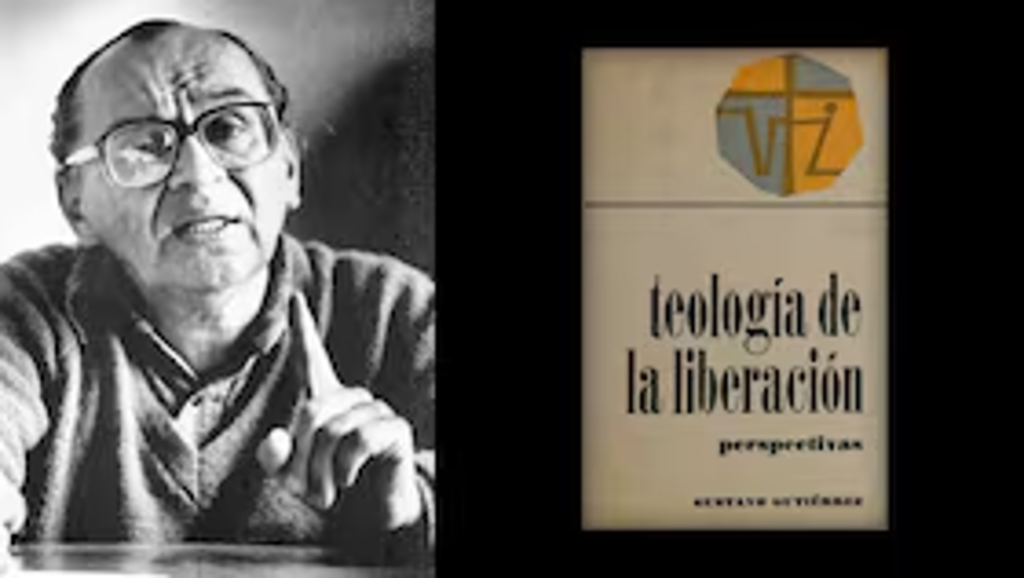 teología de
la liberación
perspectivas
GUSTAVO GUTIÉRREZ